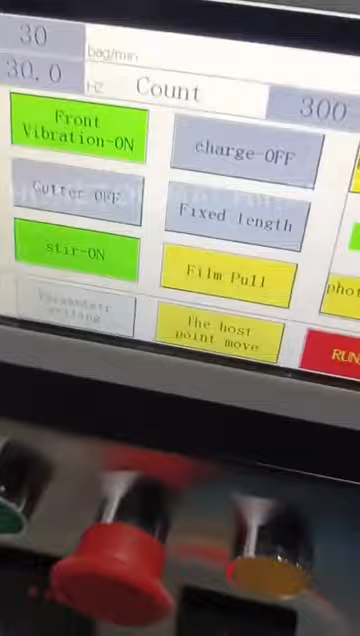 30
bag/min
30.0
HZ
Count
300
Front
Vibration-ON
charge-OFF
Cutter OFF
Fixed length
stir-ON
Film Pull
The host
point move
RUN